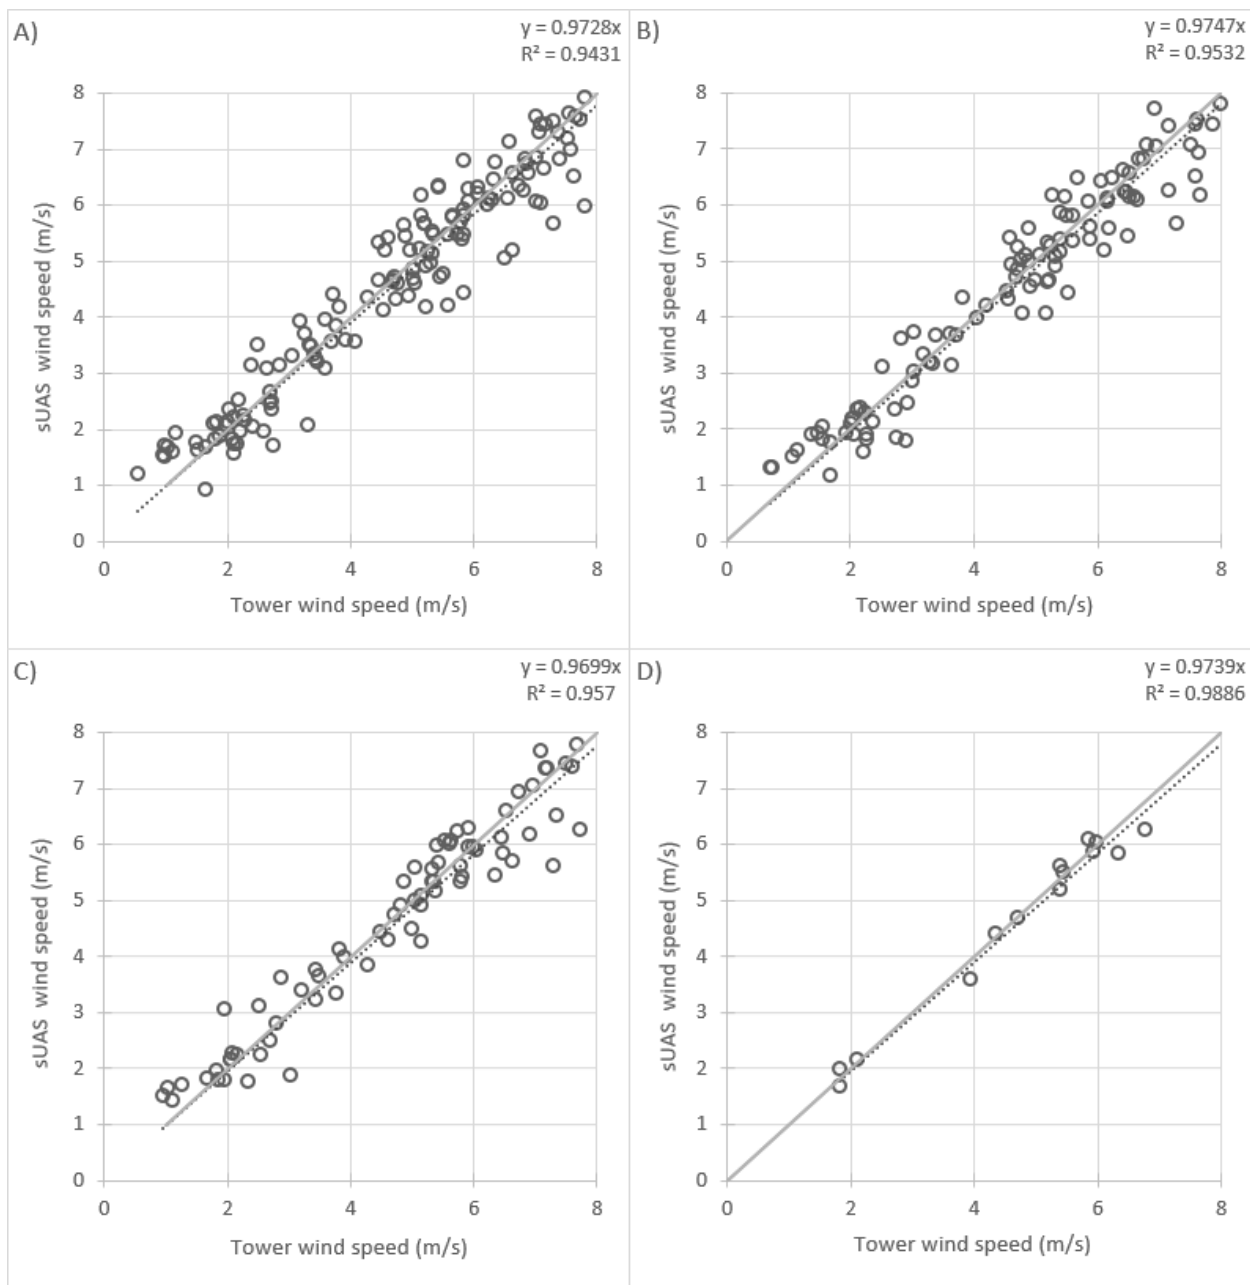 A)
y = 0.9728x
R² = 0.9431
8
7
6
5
4
3
2
1
0
sUAS wind speed (m/s)
0 2 4 6 8
Tower wind speed (m/s)
B)
y = 0.9747x
R² = 0.9532
8
7
6
5
4
3
2
1
0
sUAS wind speed (m/s)
0 2 4 6 8
Tower wind speed (m/s)
C)
y = 0.9699x
R² = 0.957
8
7
6
5
4
3
2
1
0
sUAS wind speed (m/s)
0 2 4 6 8
Tower wind speed (m/s)
D)
y = 0.9739x
R² = 0.9886
8
7
6
5
4
3
2
1
0
sUAS wind speed (m/s)
0 2 4 6 8
Tower wind speed (m/s)